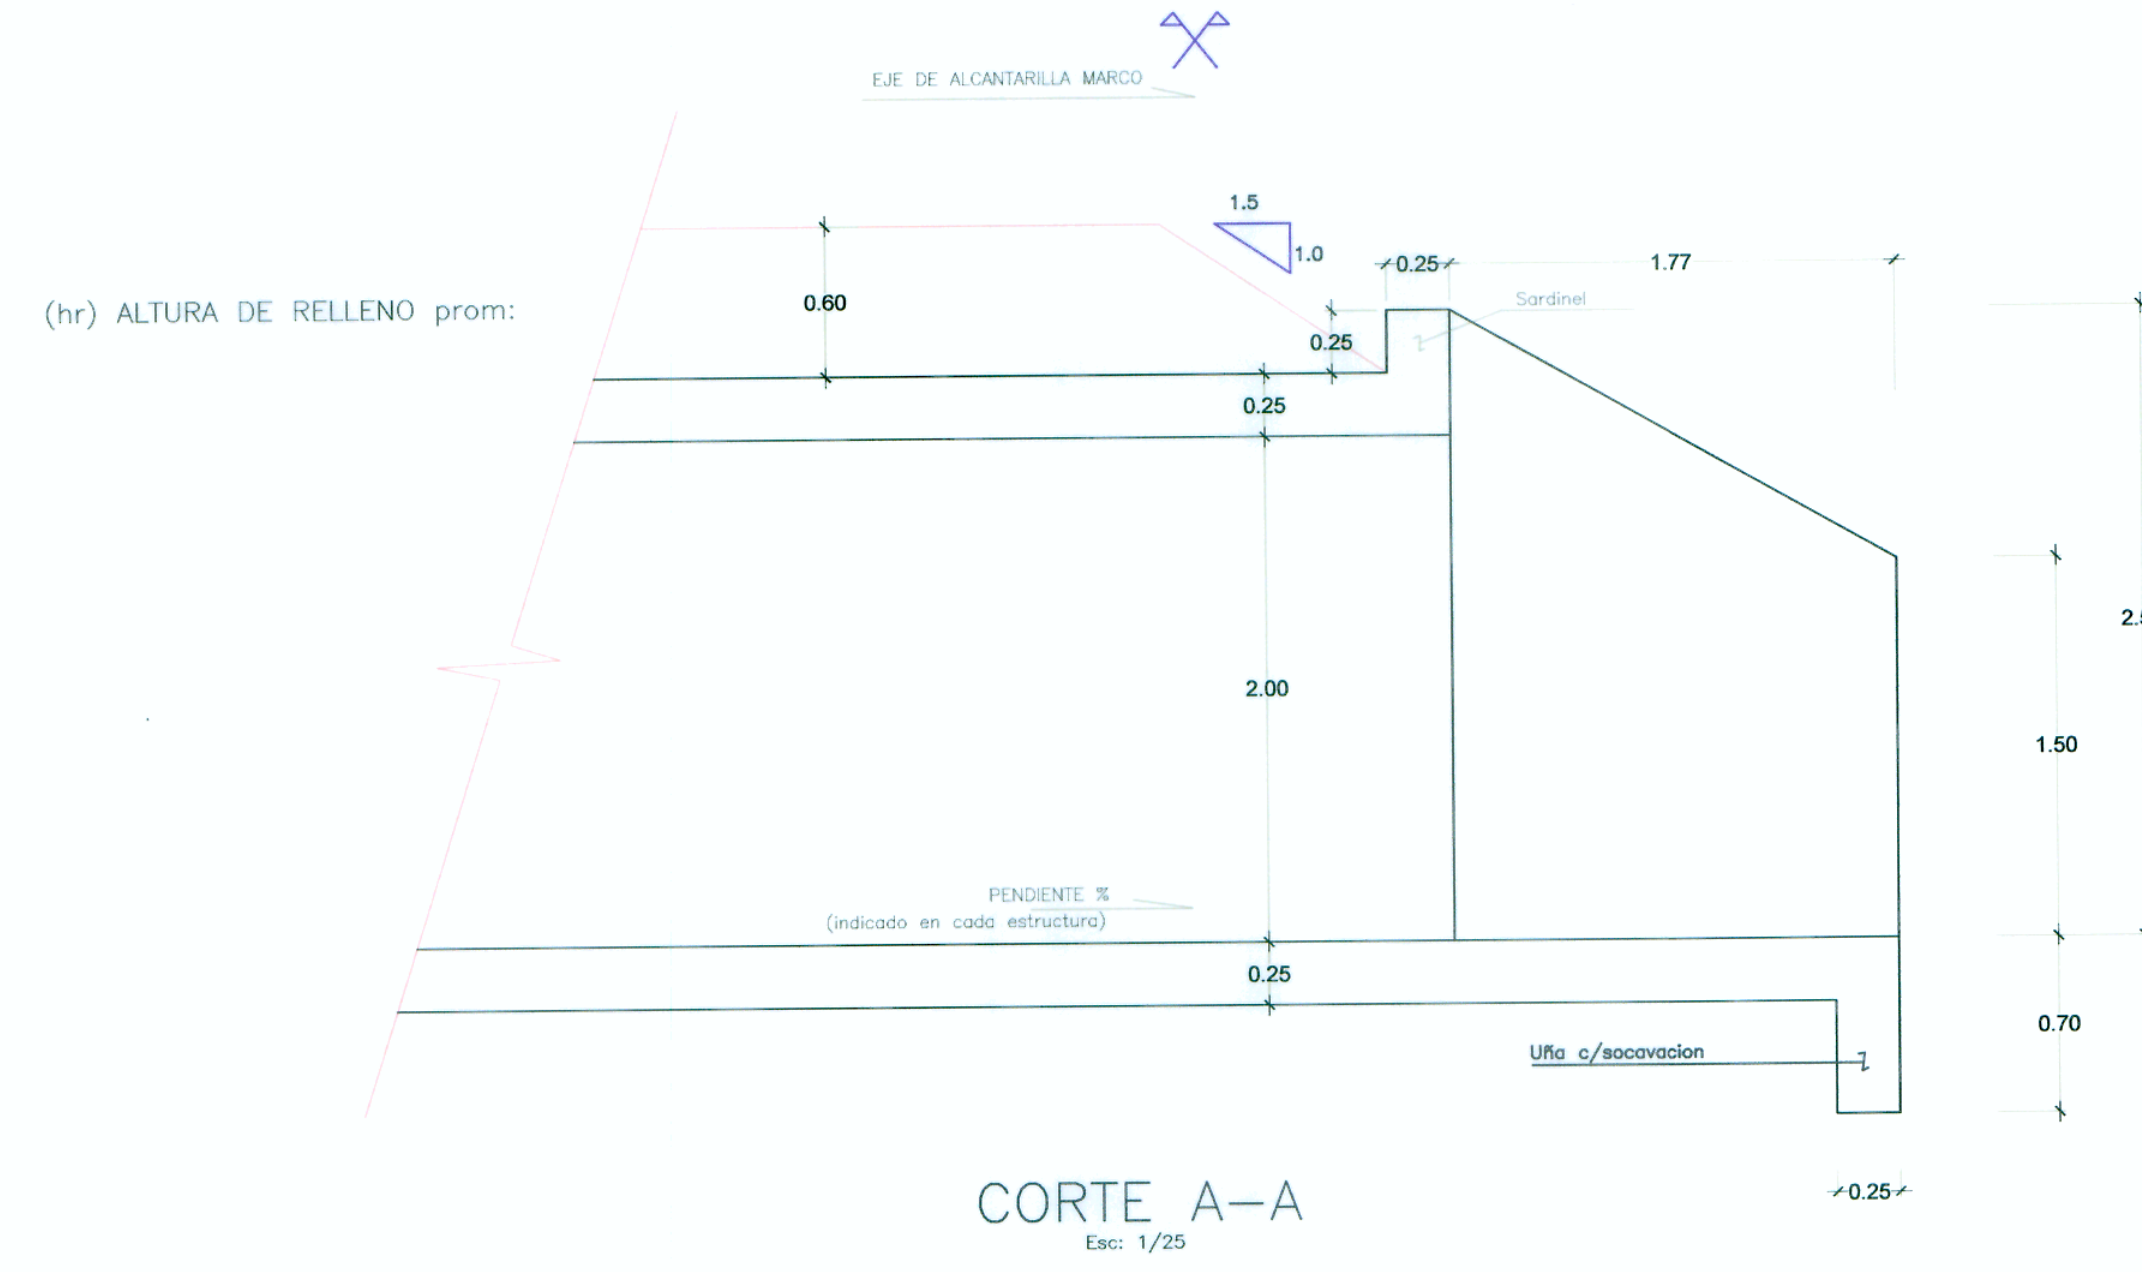 EJE DE ALCANTARILLA MARCO
1.5
1.0
0.25
1.77
Sardinel
(hr) ALTURA DE RELLENO prom:
0.60
0.25
0.25
2.00
1.50
PENDIENTE %
(indicado en cada estructura)
0.25
0.70
Uña c/socavacion
0.25
CORTE A-A
Esc: 1/25